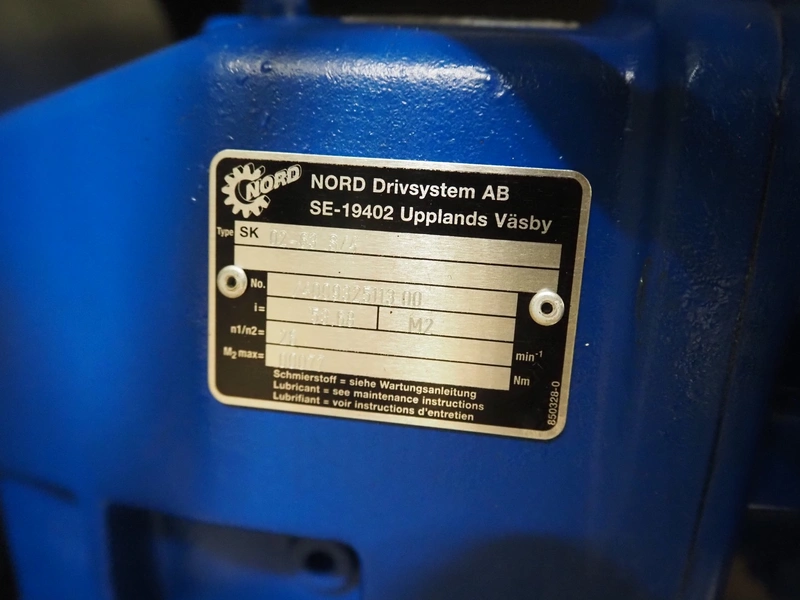 NORD
NORD Drivsystem AB
SE-19402 Upplands Väsby
Type SK
No. 00
i= M2
n1/n2= min⁻¹
M₂ max= Nm
Schmierstoff = siehe Wartungsanleitung
Lubricant = see maintenance instructions
Lubrifiant = voir instructions d'entretien
850328-0